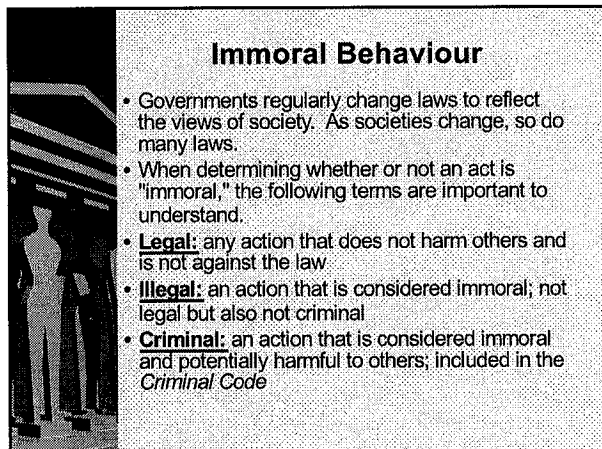 Immoral Behaviour
• Governments regularly change laws to reflect
the views of society. As societies change, so do
many laws.
• When determining whether or not an act is
"immoral," the following terms are important to
understand.
• Legal: any action that does not harm others and
is not against the law
• Illegal: an action that is considered immoral; not
legal but also not criminal
• Criminal: an action that is considered immoral
and potentially harmful to others; included in the
Criminal Code